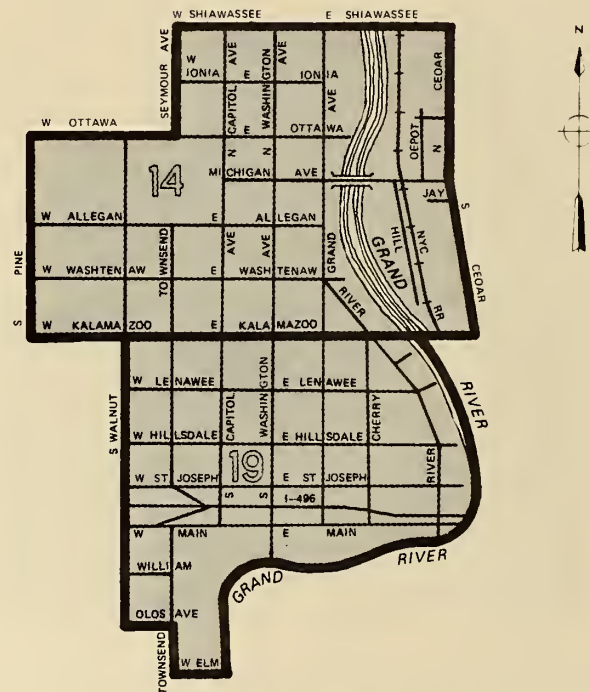 W SHIAWASSEE E SHIAWASSEE
SEYMOUR AVE
W IONIA E IONIA
CAPITOL AVE
WASHINGTON AVE
AVE
CEDAR
N
W OTTAWA E OTTAWA
DEPOT
N
14
N N
MICHIGAN AVE
JAY
S CEDAR
W ALLEGAN E ALLEGAN
HILL
NYC RR
GRAND
TOWNSEND
AVE AVE
GRAND
S PINE
W WASHTENAW E WASHTENAW
RIVER
W KALAMAZOO E KALAMAZOO
W LENAWEE E LENAWEE
RIVER
S WALNUT
CAPITOL
WASHINGTON
CHERRY
W HILLSDALE E HILLSDALE
19
RIVER
W ST JOSEPH E ST JOSEPH
S S
I-496
W MAIN E MAIN
WILLIAM
GRAND RIVER
OLDS AVE
TOWNSEND
W ELM